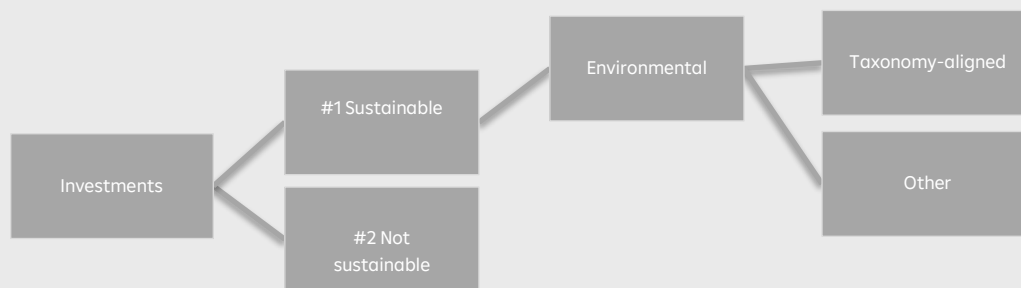 Investments
#1 Sustainable
#2 Not
sustainable
Environmental
Taxonomy-aligned
Other